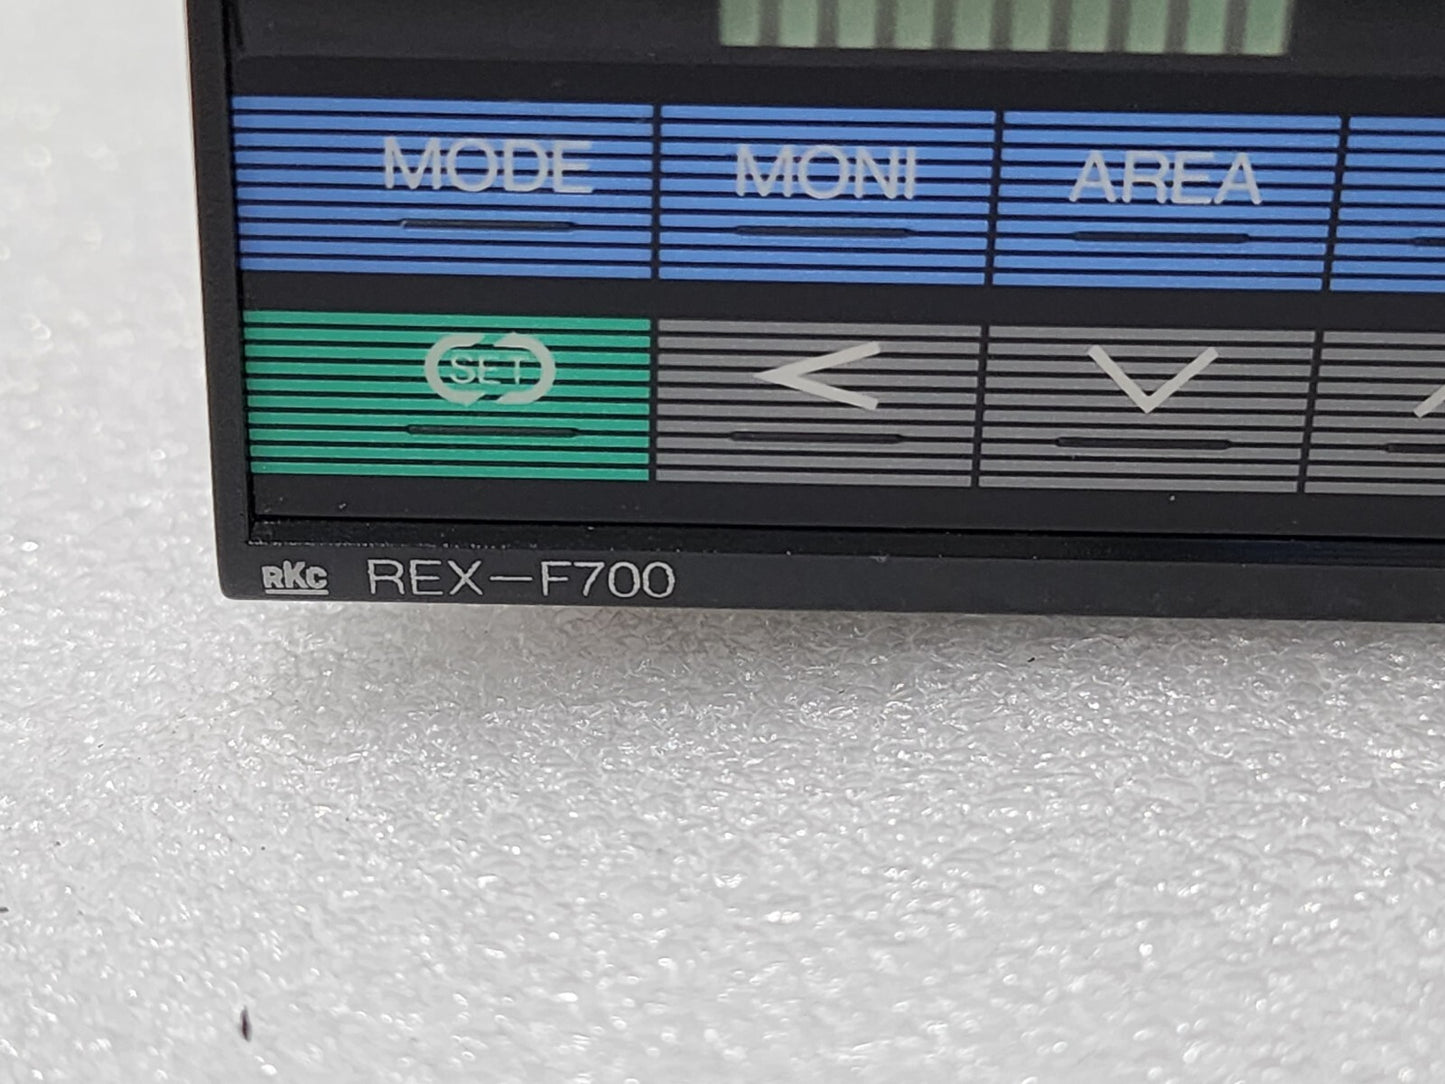 MODE MONI AREA
SET
RKC REX-F700